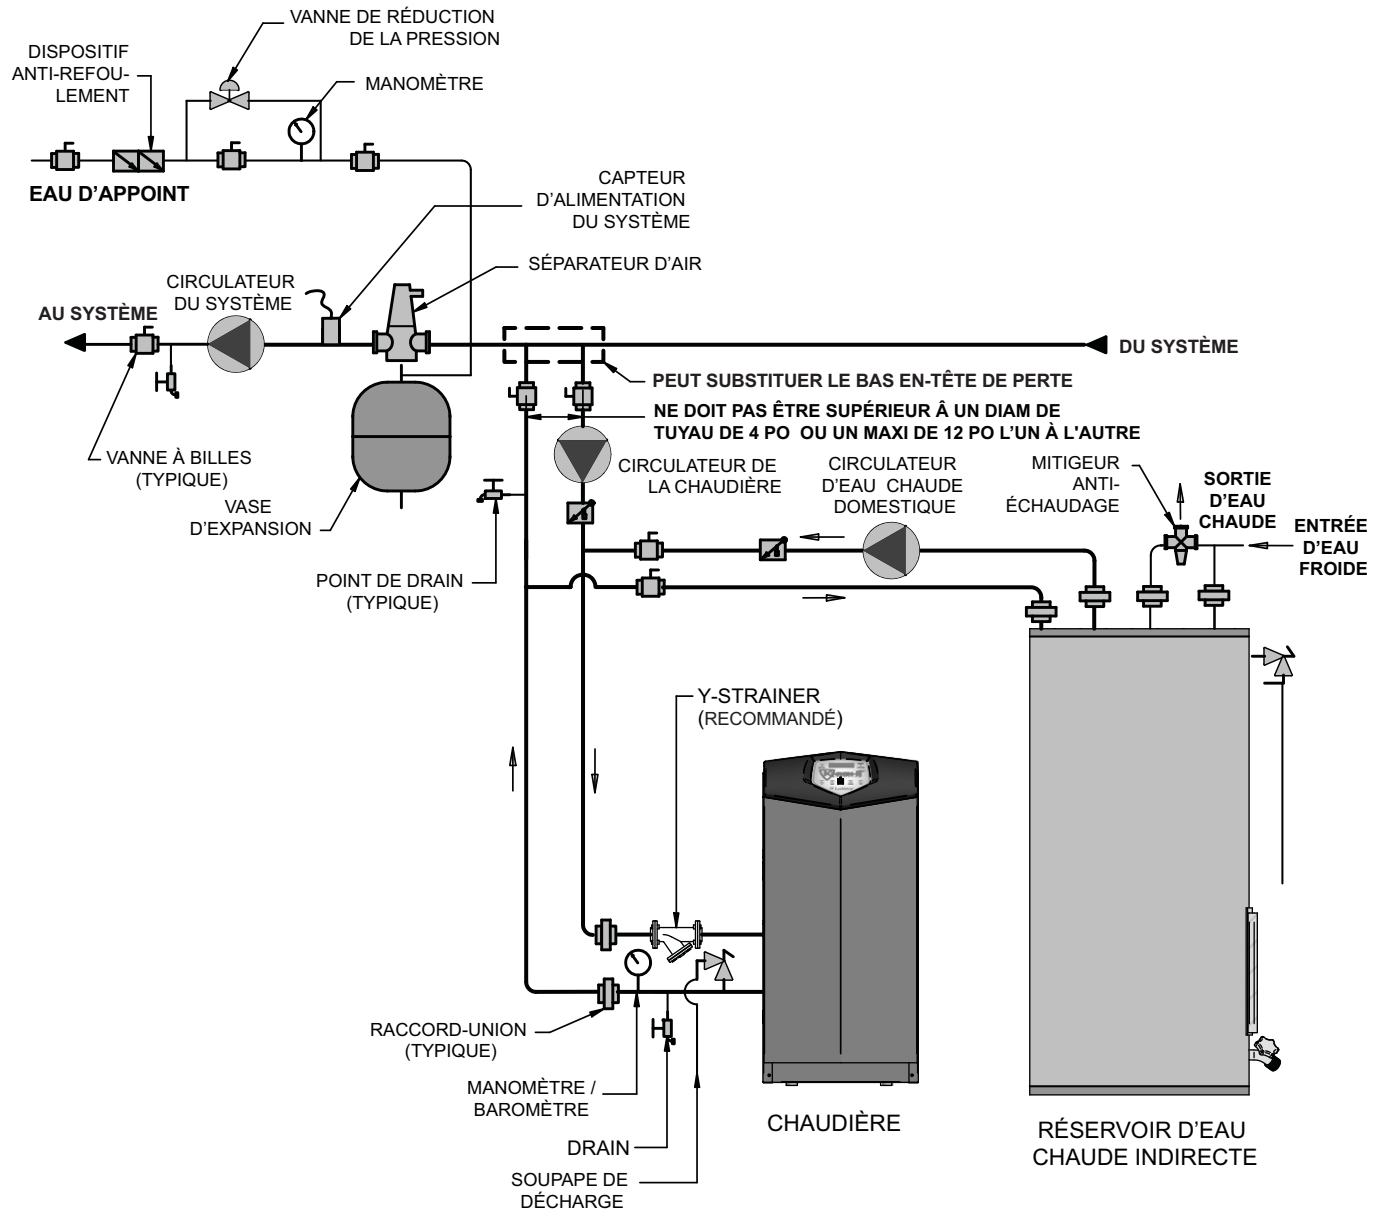 VANNE DE RÉDUCTION
DE LA PRESSION
DISPOSITIF
ANTI-REFOU-
LEMENT
MANOMÈTRE
EAU D'APPOINT
CAPTEUR
D'ALIMENTATION
DU SYSTÈME
SÉPARATEUR D'AIR
CIRCULATEUR
DU SYSTÈME
AU SYSTÈME
DU SYSTÈME
PEUT SUBSTITUER LE BAS EN-TÊTE DE PERTE
NE DOIT PAS ÊTRE SUPÉRIEUR Â UN DIAM DE
TUYAU DE 4 PO OU UN MAXI DE 12 PO L'UN À L'AUTRE
VANNE À BILLES
(TYPIQUE)
VASE
D'EXPANSION
CIRCULATEUR DE
LA CHAUDIÈRE
CIRCULATEUR
D'EAU CHAUDE
DOMESTIQUE
MITIGEUR
ANTI-
ÉCHAUDAGE
SORTIE
D'EAU
CHAUDE
ENTRÉE
D'EAU
FROIDE
POINT DE DRAIN
(TYPIQUE)
Y-STRAINER
(RECOMMANDÉ)
RACCORD-UNION
(TYPIQUE)
MANOMÈTRE /
BAROMÈTRE
DRAIN
SOUPAPE DE
DÉCHARGE
CHAUDIÈRE
RÉSERVOIR D'EAU
CHAUDE INDIRECTE